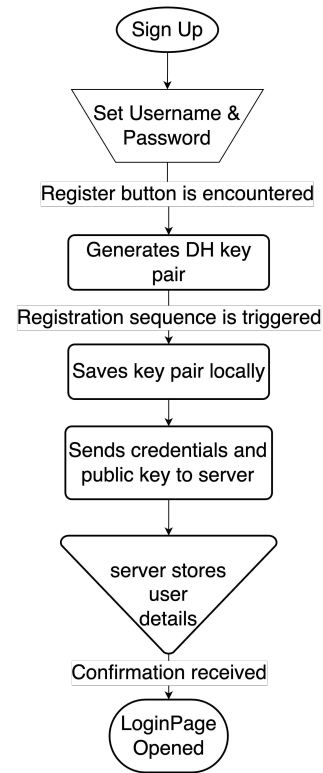 Sign Up
Set Username &
Password
Register button is encountered
Generates DH key
pair
Registration sequence is triggered
Saves key pair locally
Sends credentials and
public key to server
server stores
user
details
Confirmation received
LoginPage
Opened